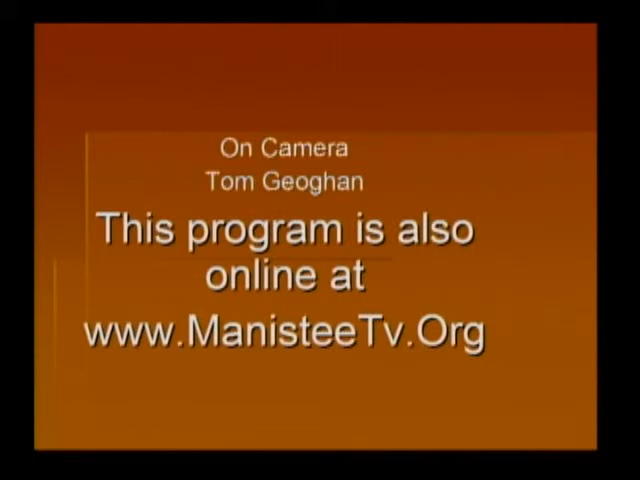 On Camera
Tom Geoghan
This program is also
online at
www.ManisteeTv.Org